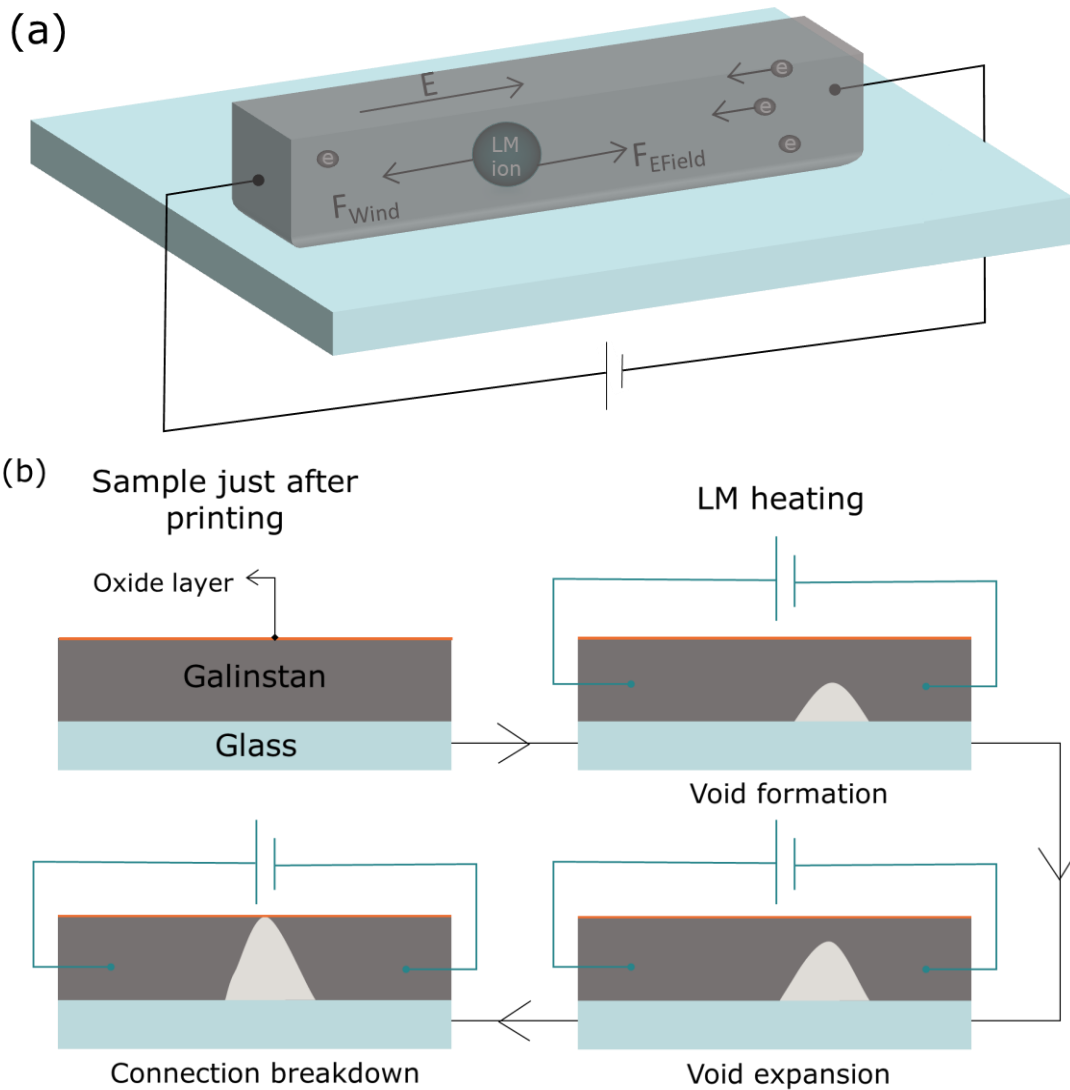 (a)
E
e
e
e
e
LM
ion
F_EField
F_Wind
(b)
Sample just after
printing
LM heating
Oxide layer
Galinstan
Glass
Void formation
Connection breakdown
Void expansion